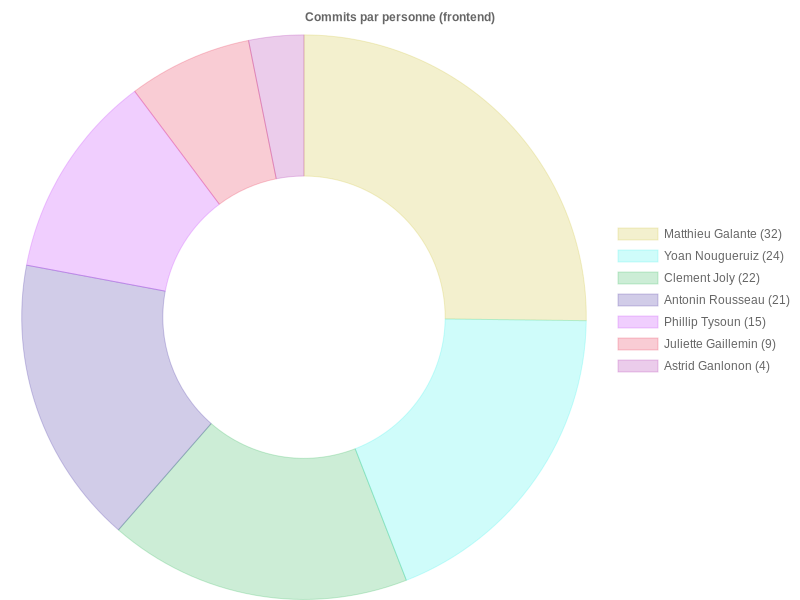 Commits par personne (frontend)
Matthieu Galante (32)
Yoan Nougueruiz (24)
Clement Joly (22)
Antonin Rousseau (21)
Phillip Tysoun (15)
Juliette Gaillemin (9)
Astrid Ganlonon (4)